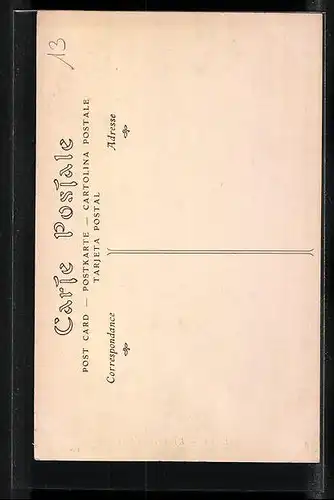 13
Carte Postale
POST CARD — POSTKARTE — CARTOLINA POSTALE
TARJETA POSTAL
Correspondance
Adresse